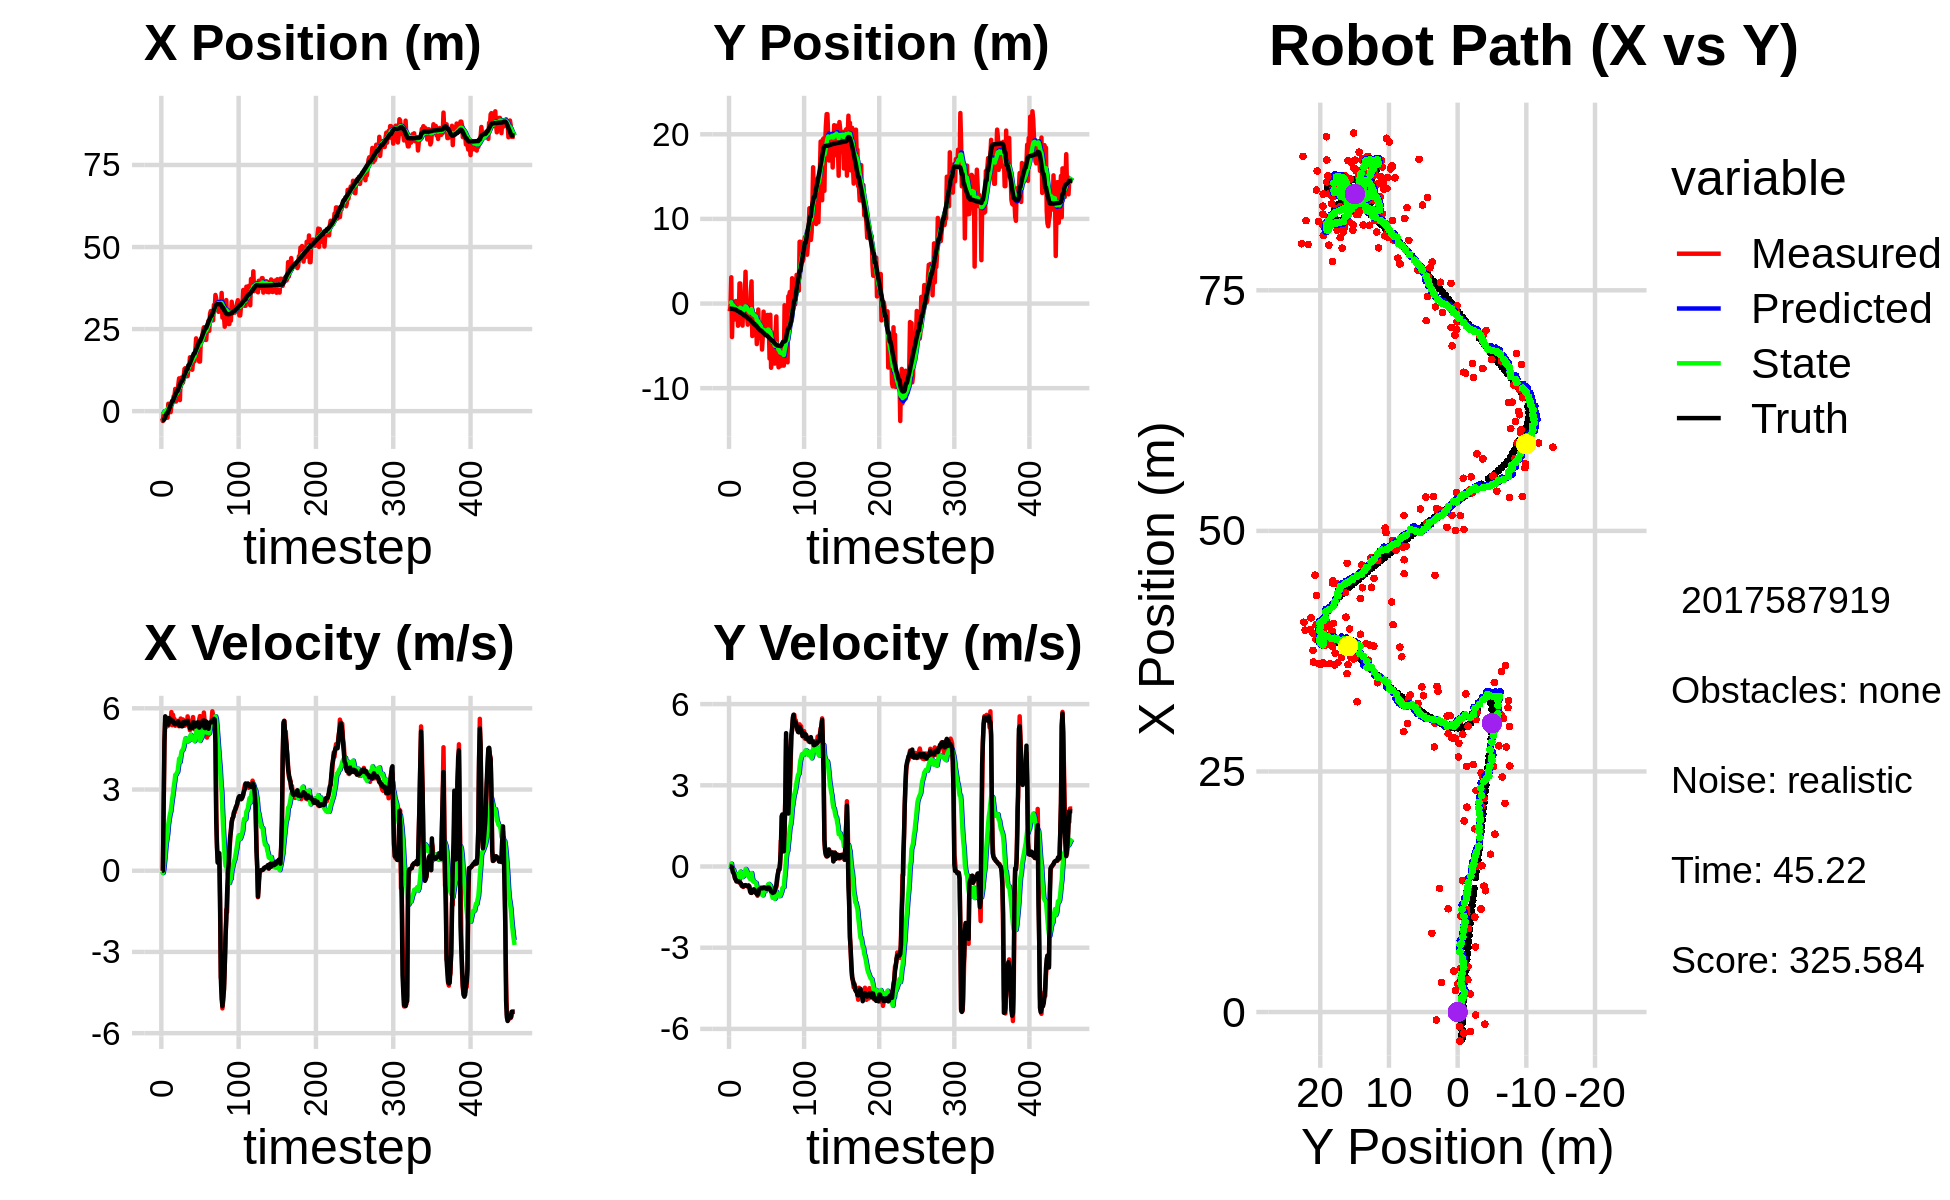 X Position (m)
75
50
25
0
0
100
200
300
400
timestep
Y Position (m)
20
10
0
-10
0
100
200
300
400
timestep
X Velocity (m/s)
6
3
0
-3
-6
0
100
200
300
400
timestep
Y Velocity (m/s)
6
3
0
-3
-6
0
100
200
300
400
timestep
Robot Path (X vs Y)
X Position (m)
75
50
25
0
20 10 0 -10 -20
Y Position (m)
variable
Measured
Predicted
State
Truth
2017587919
Obstacles: none
Noise: realistic
Time: 45.22
Score: 325.584